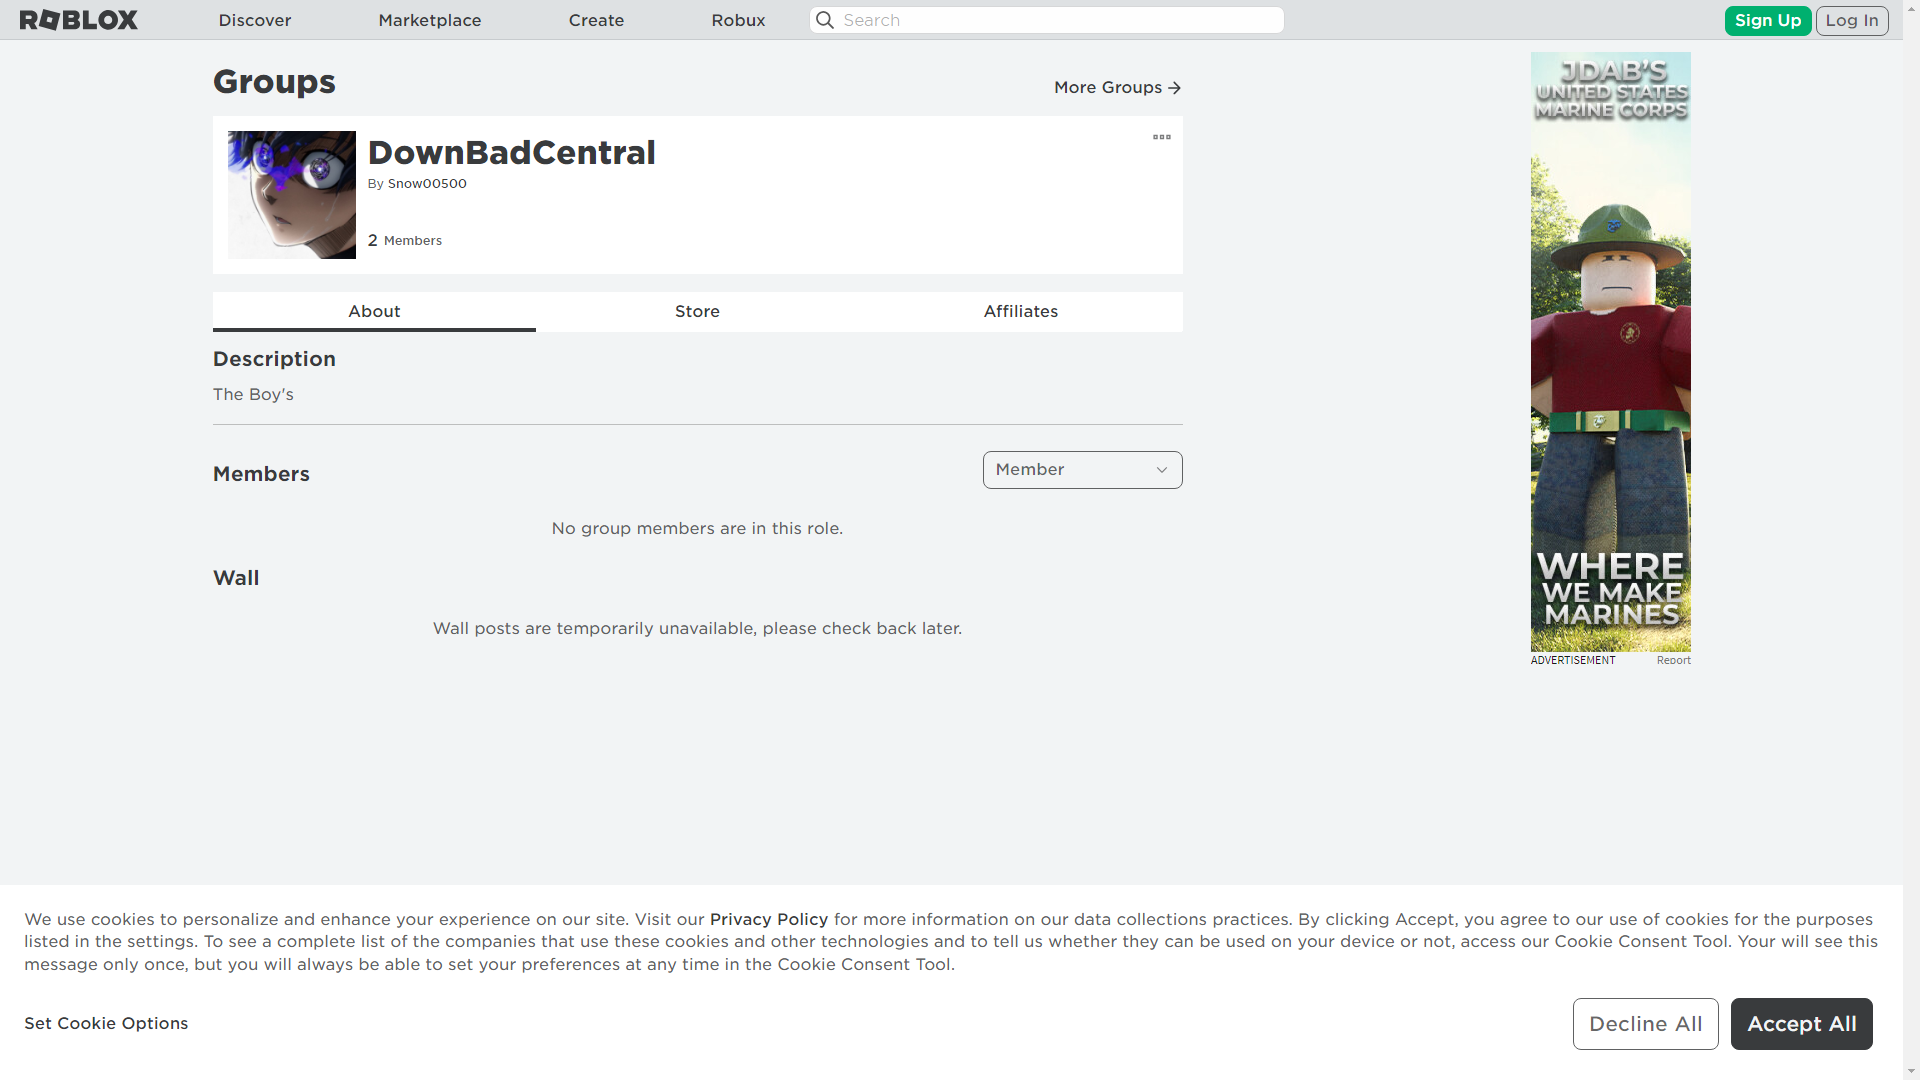 ROBLOX
Discover
Marketplace
Create
Robux
Search
Sign Up
Log In
Groups
More Groups
DownBadCentral
By Snow00500
2 Members
About
Store
Affiliates
Description
The Boy's
Members
Member
No group members are in this role.
Wall
Wall posts are temporarily unavailable, please check back later.
JDAB'S
UNITED STATES
MARINE CORPS
WHERE
WE MAKE
MARINES
ADVERTISEMENT
Report
We use cookies to personalize and enhance your experience on our site. Visit our Privacy Policy for more information on our data collections practices. By clicking Accept, you agree to our use of cookies for the purposes
listed in the settings. To see a complete list of the companies that use these cookies and other technologies and to tell us whether they can be used on your device or not, access our Cookie Consent Tool. Your will see this
message only once, but you will always be able to set your preferences at any time in the Cookie Consent Tool.
Set Cookie Options
Decline All
Accept All